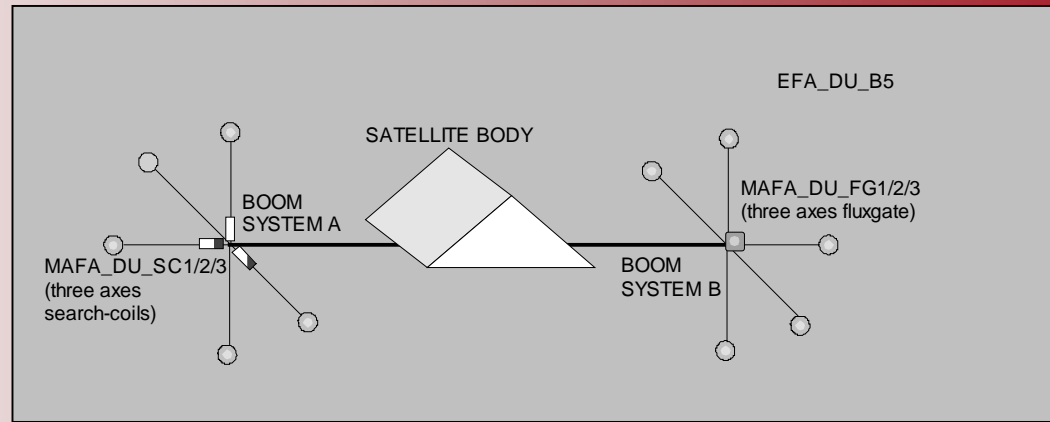 EFA_DU_B5
SATELLITE BODY
MAFA_DU_FG1/2/3
(three axes fluxgate)
BOOM
SYSTEM A
MAFA_DU_SC1/2/3
(three axes
search-coils)
BOOM
SYSTEM B